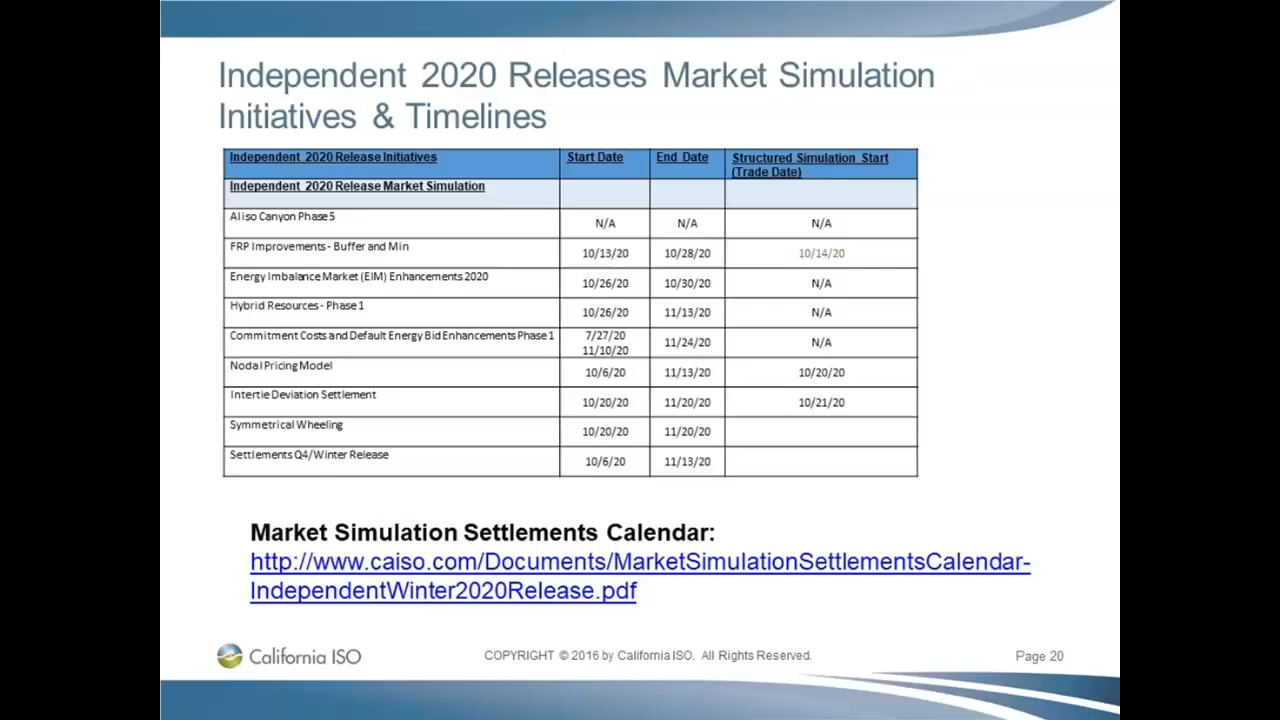 Independent 2020 Releases Market Simulation
Initiatives & Timelines
Independent 2020 Release Initiatives Start Date End Date Structured Simulation Start
(Trade Date)
Independent 2020 Release Market Simulation
Aliso Canyon Phase 5 N/A N/A N/A
FRP Improvements - Buffer and Min 10/13/20 10/28/20 10/14/20
Energy Imbalance Market (EIM) Enhancements 2020 10/26/20 10/30/20 N/A
Hybrid Resources - Phase 1 10/26/20 11/13/20 N/A
Commitment Costs and Default Energy Bid Enhancements Phase 1 7/27/20 11/24/20 N/A
11/10/20
Nodal Pricing Model 10/6/20 11/13/20 10/20/20
Intertie Deviation Settlement 10/20/20 11/20/20 10/21/20
Symmetrical Wheeling 10/20/20 11/20/20
Settlements Q4/Winter Release 10/6/20 11/13/20
Market Simulation Settlements Calendar:
http://www.caiso.com/Documents/MarketSimulationSettlementsCalendar-
IndependentWinter2020Release.pdf
California ISO COPYRIGHT © 2016 by California ISO. All Rights Reserved. Page 20